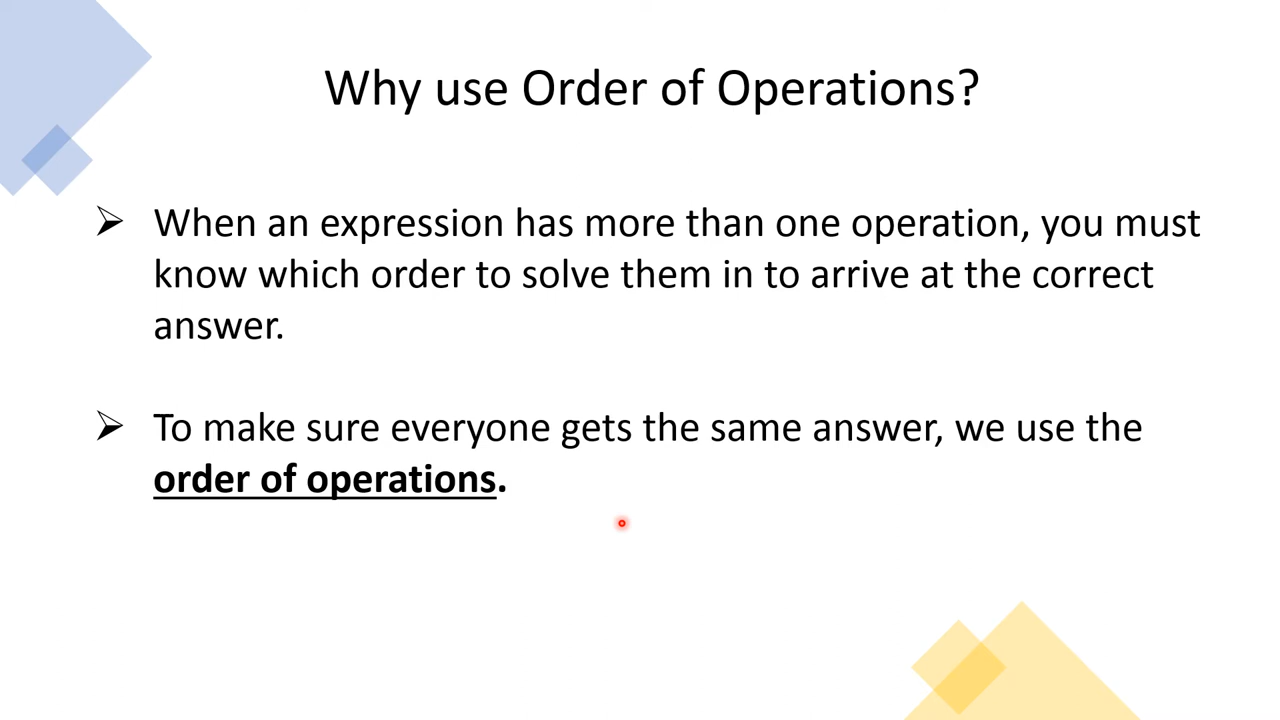 Why use Order of Operations?
➢ When an expression has more than one operation, you must
know which order to solve them in to arrive at the correct
answer.
➢ To make sure everyone gets the same answer, we use the
order of operations.